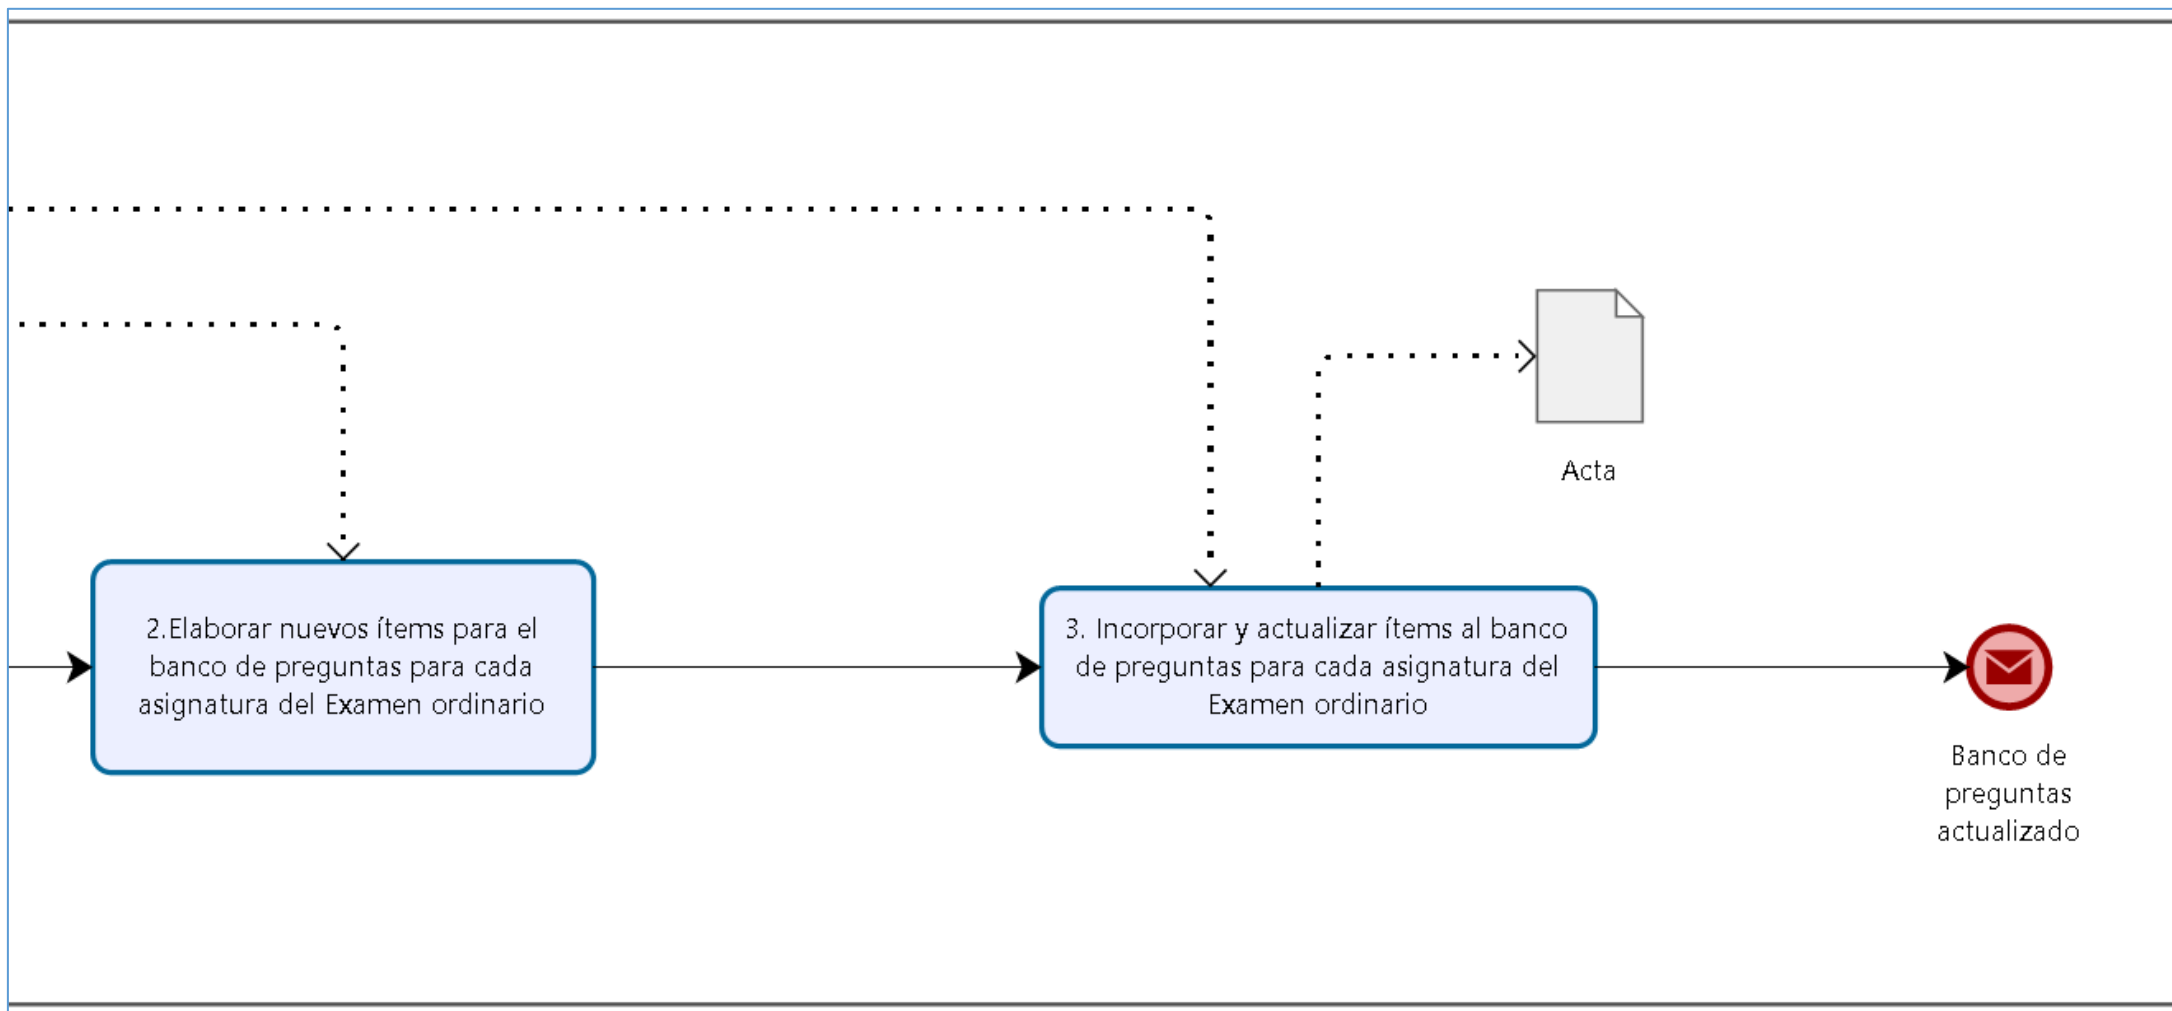 Acta
2.Elaborar nuevos ítems para el
banco de preguntas para cada
asignatura del Examen ordinario
3. Incorporar y actualizar ítems al banco
de preguntas para cada asignatura del
Examen ordinario
Banco de
preguntas
actualizado